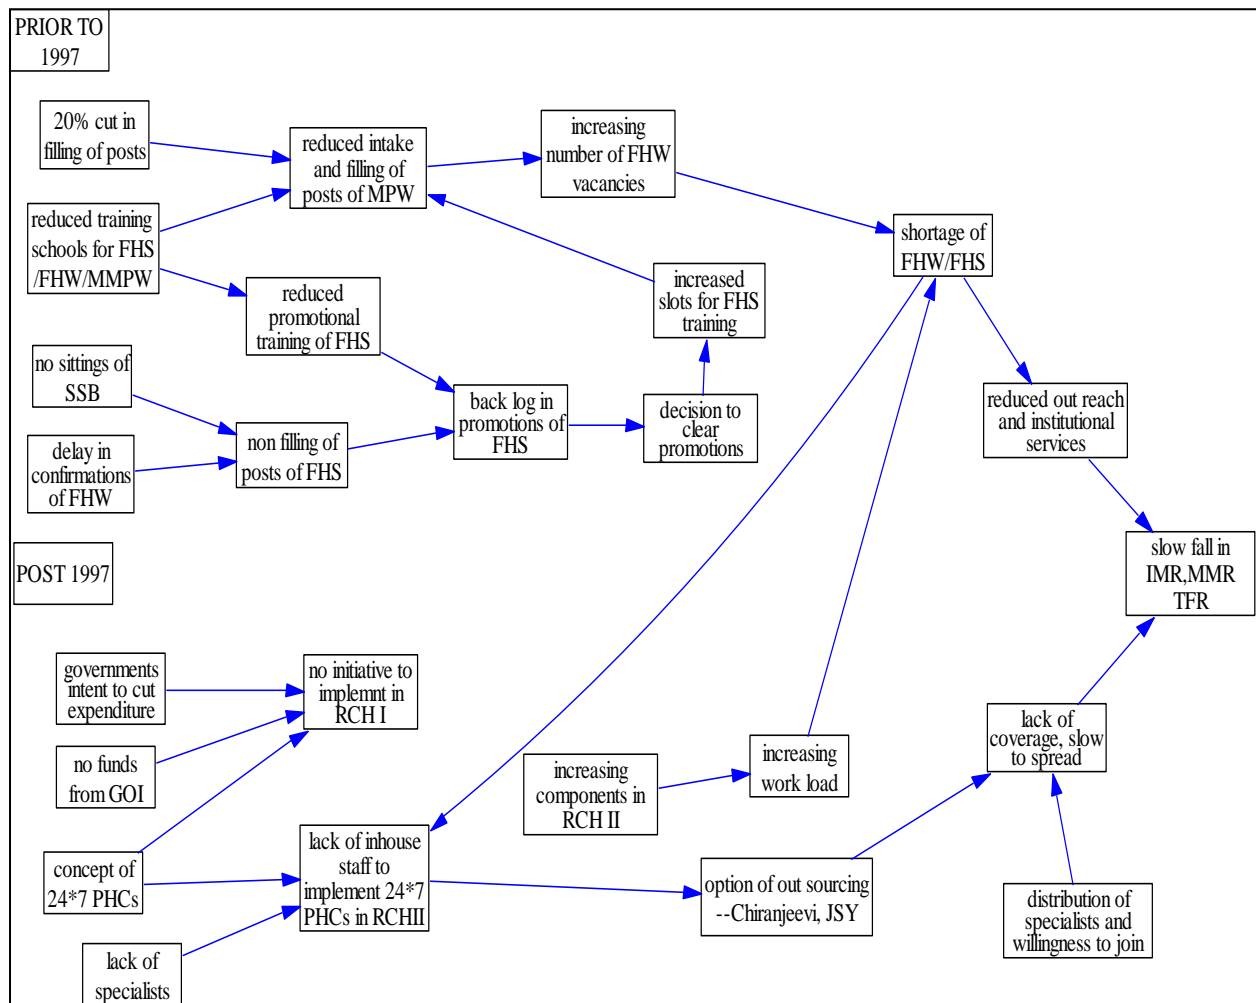 PRIOR TO
1997
20% cut in
filling of posts
reduced intake
and filling of
posts of MPW
increasing
number of FHW
vacancies
reduced training
schools for FHS
/FHW/MMPW
shortage of
FHW/FHS
reduced
promotional
training of FHS
increased
slots for FHS
training
no sittings of
SSB
back log in
promotions of
FHS
decision to
clear
promotions
reduced out reach
and institutional
services
delay in
confirmations
of FHW
non filling of
posts of FHS
POST 1997
slow fall in
IMR,MMR
TFR
governments
intent to cut
expenditure
no initiative to
implemnt in
RCH I
no funds
from GOI
increasing
components in
RCH II
increasing
work load
lack of
coverage, slow
to spread
concept of
24*7 PHCs
lack of inhouse
staff to
implement 24*7
PHCs in RCHII
option of out sourcing
--Chiranjeevi, JSY
distribution of
specialists and
willingness to join
lack of
specialists